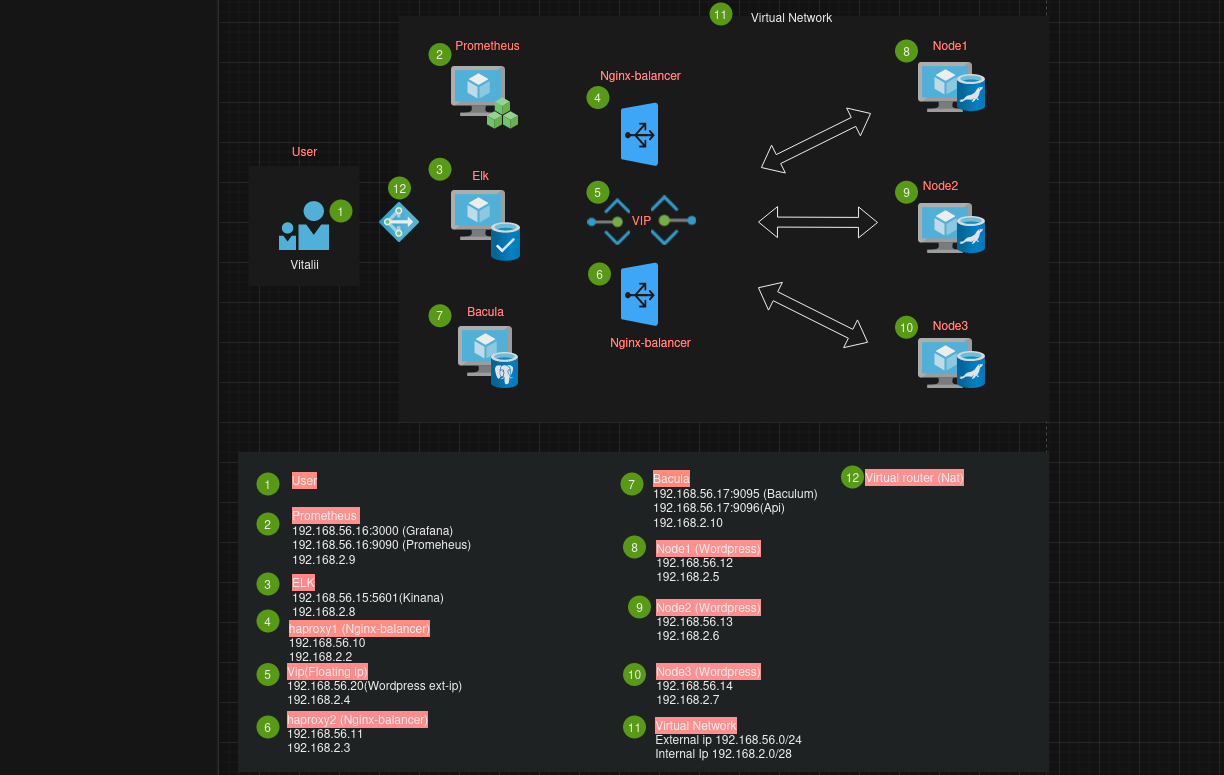 11
Virtual Network
2
Prometheus
8
Node1
Nginx-balancer
4
User
3
12
Elk
5
9
Node2
1
VIP
Vitalii
6
7
Bacula
10
Node3
Nginx-balancer
1
User
2
Prometheus
192.168.56.16:3000 (Grafana)
192.168.56.16:9090 (Promeheus)
192.168.2.9
3
ELK
192.168.56.15:5601(Kinana)
192.168.2.8
4
haproxy1 (Nginx-balancer)
192.168.56.10
192.168.2.2
5
Vip(Floating ip)
192.168.56.20(Wordpress ext-ip)
192.168.2.4
6
haproxy2 (Nginx-balancer)
192.168.56.11
192.168.2.3
7
Bacula
192.168.56.17:9095 (Baculum)
192.168.56.17:9096(Api)
192.168.2.10
8
Node1 (Wordpress)
192.168.56.12
192.168.2.5
9
Node2 (Wordpress)
192.168.56.13
192.168.2.6
10
Node3 (Wordpress)
192.168.56.14
192.168.2.7
11
Virtual Network
External ip 192.168.56.0/24
Internal Ip 192.168.2.0/28
12
Virtual router (Nat)